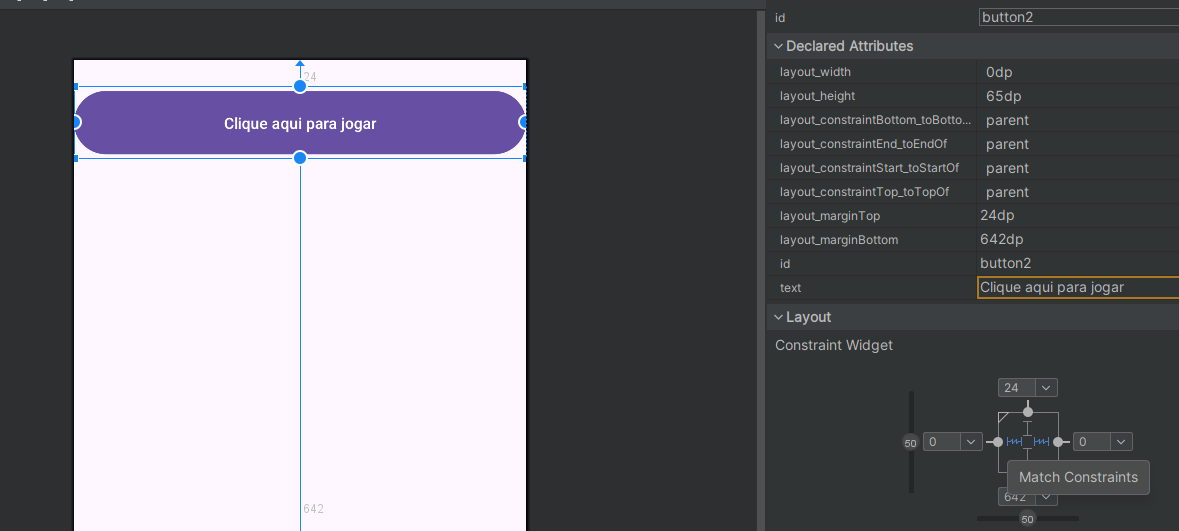 id button2
Declared Attributes
24
layout_width 0dp
layout_height 65dp
Clique aqui para jogar
layout_constraintBottom_toBotto... parent
layout_constraintEnd_toEndOf parent
layout_constraintStart_toStartOf parent
layout_constraintTop_toTopOf parent
layout_marginTop 24dp
layout_marginBottom 642dp
id button2
text Clique aqui para jogar
Layout
Constraint Widget
24
50 0 0
Match Constraints
642
642
50